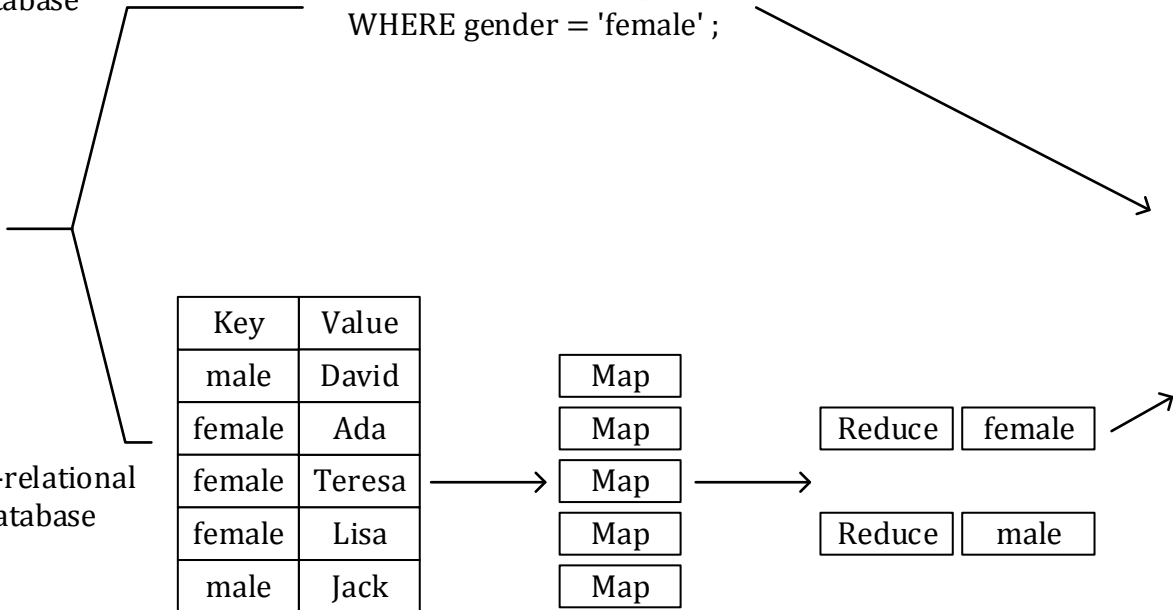 WHERE gender = 'female' ;
Key Value
male David
female Ada
female Teresa
female Lisa
male Jack
-relational
Map
Map
Map
Map
Map
Reduce female
Reduce male